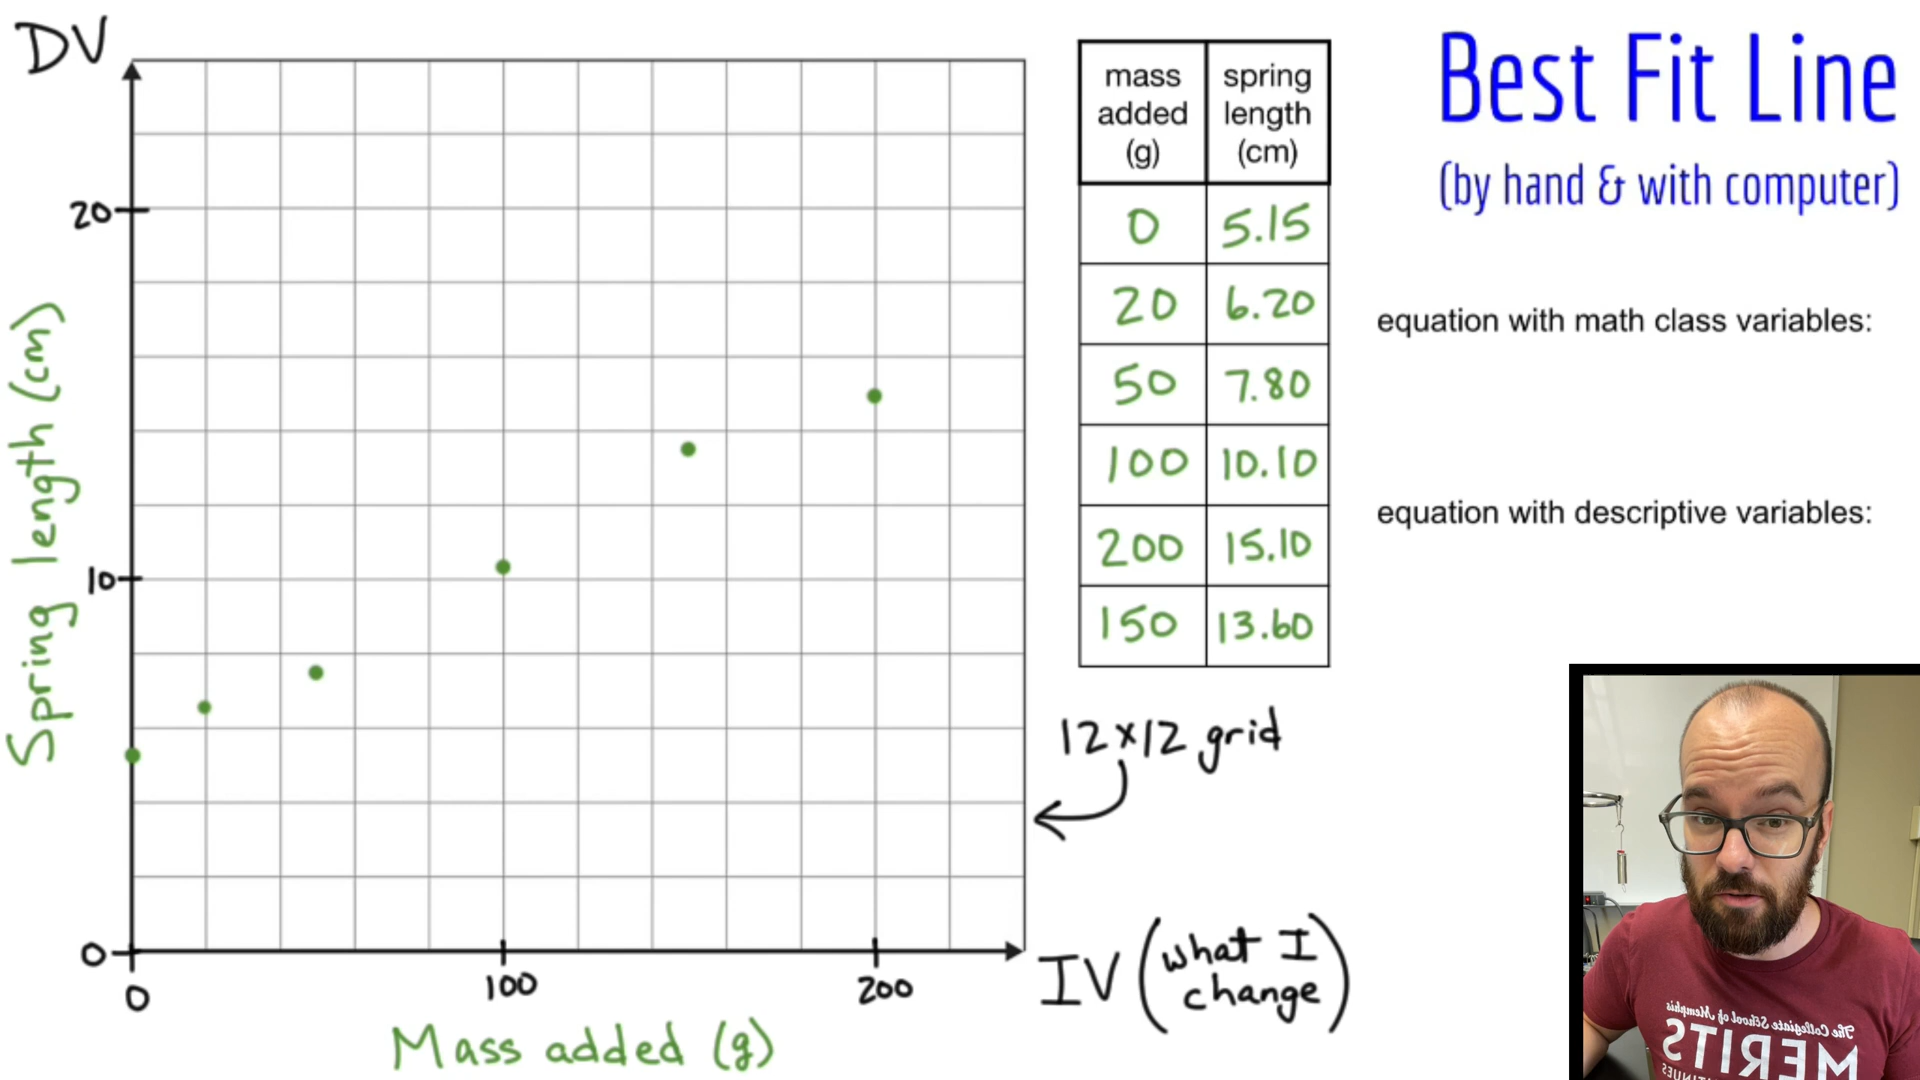 DV
20
10
0
0
100
200
Spring length (cm)
Mass added (g)
IV (what I change)
mass added (g)
spring length (cm)
0 5.15
20 6.20
50 7.80
100 10.10
200 15.10
150 13.60
12x12 grid
Best Fit Line
(by hand & with computer)
equation with math class variables:
equation with descriptive variables:
The Collegiate School of Memphis
MERITS